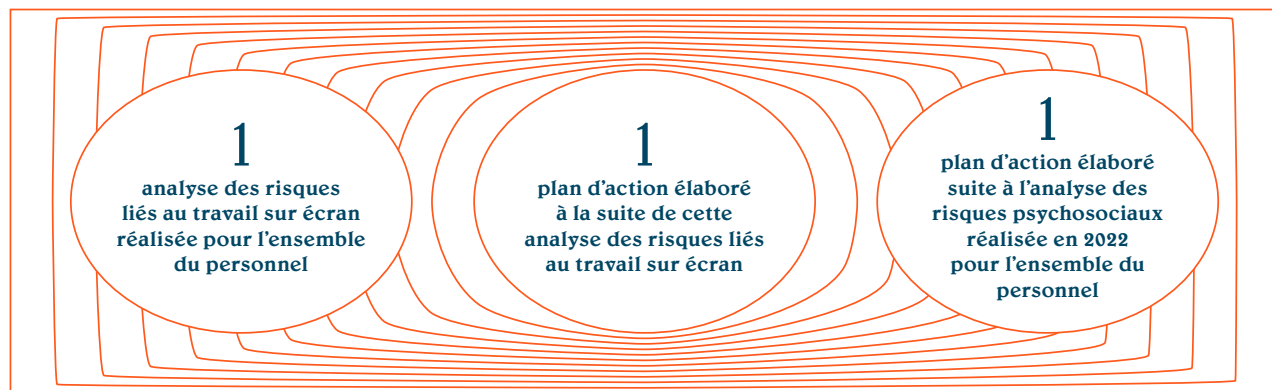 1
analyse des risques
liés au travail sur écran
réalisée pour l'ensemble
du personnel
1
plan d'action élaboré
à la suite de cette
analyse des risques liés
au travail sur écran
1
plan d'action élaboré
suite à l'analyse des
risques psychosociaux
réalisée en 2022
pour l'ensemble du
personnel